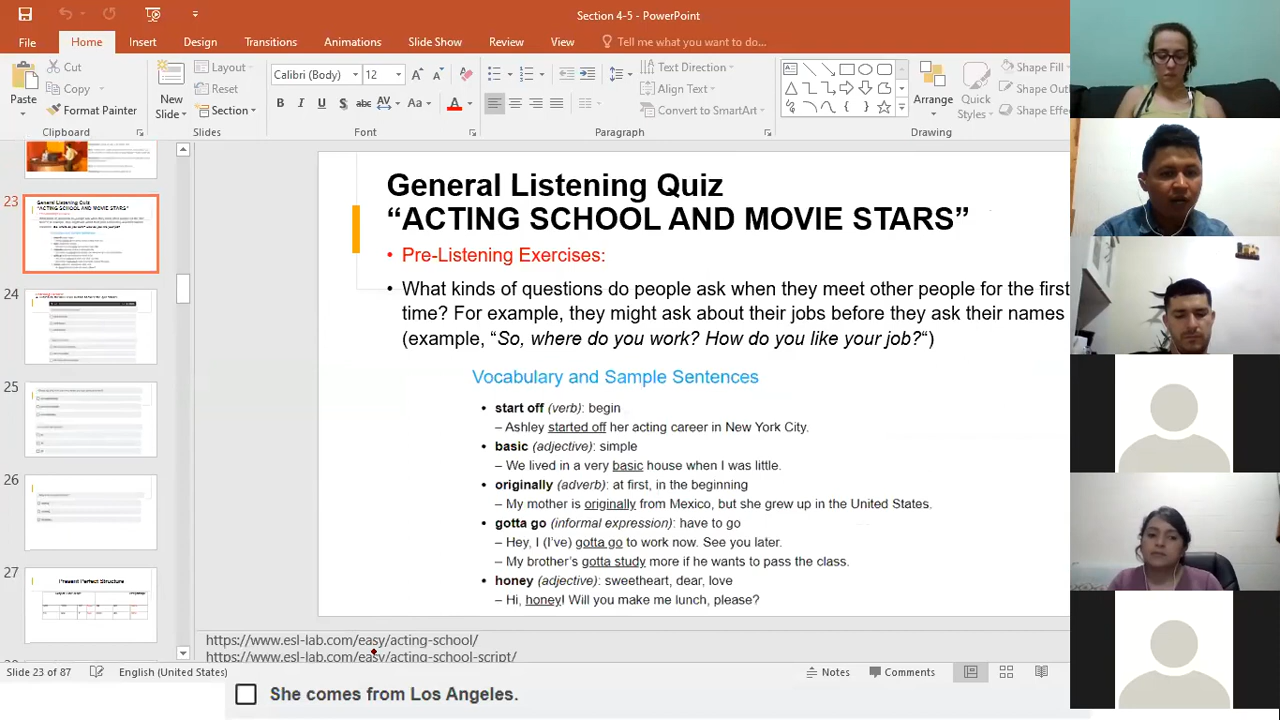 Section 4-5 - PowerPoint
File Home Insert Design Transitions Animations Slide Show Review View Tell me what you want to do...
Cut
Copy
Format Painter
Paste
Clipboard
New
Slide
Layout
Reset
Section
Slides
Calibri (Body) 12
Font
Text Direction
Align Text
Convert to SmartArt
Paragraph
Arrange
Quick
Styles
Shape Fill
Shape Outl
Shape Effe
Drawing
23
24
25
26
27
Present Perfect Structure
General Listening Quiz
“ACTING SCHOOL AND MOVIE STARS”
• Pre-Listening Exercises:
• What kind of questions do people ask when they meet other people for the first
time? For example, they might ask about their jobs before they ask their names
(example, “So, where do you work? How do you like your job?“)
Vocabulary and Sample Sentences
• start off (verb): begin
– Ashley started off her acting career in New York City.
• basic (adjective): simple
– We lived in a very basic house when I was little.
• originally (adverb): at first, in the beginning
– My mother is originally from Mexico, but she grew up in the United States.
• gotta go (informal expression): have to go
– Hey, I (I’ve) gotta go to work now. See you later.
– My brother’s gotta study more if he wants to pass the class.
• honey (adjective): sweetheart, dear, love
– Hi, honey! Will you make me lunch, please?
https://www.esl-lab.com/easy/acting-school/
https://www.esl-lab.com/easy/acting-school-script/
Slide 23 of 87 English (United States) Notes Comments
She comes from Los Angeles.